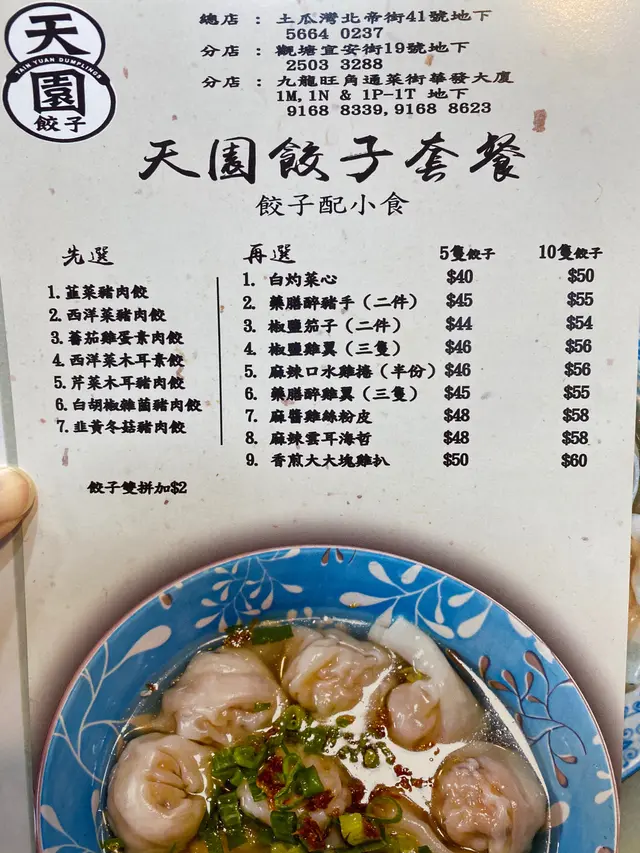 天
TAIN YUAN DUMPLINGS
園
餃子
總店 : 土瓜灣北帝街41號地下
5664 0237
分店 : 觀塘宜安街19號地下
2503 3288
分店 : 九龍旺角通菜街華發大廈
1M,1N & 1P-1T 地下
9168 8339,9168 8623
天園餃子套餐
餃子配小食
先選
1.韮菜豬肉餃
2.西洋菜豬肉餃
3.蕃茄雞蛋素肉餃
4.西洋菜木耳素餃
5.芹菜木耳豬肉餃
6.白胡椒雜菌豬肉餃
7.韭黃冬菇豬肉餃
餃子雙拼加$2
再選 5隻餃子 10隻餃子
1. 白灼菜心 $40 $50
2. 藥膳醉豬手（二件） $45 $55
3. 椒鹽茄子（二件） $44 $54
4. 椒鹽雞翼（三隻） $46 $56
5. 麻辣口水雞捲（半份） $46 $56
6. 藥膳醉雞翼（三隻） $45 $55
7. 麻醬雞絲粉皮 $48 $58
8. 麻辣雲耳海哲 $48 $58
9. 香煎大大塊雞扒 $50 $60